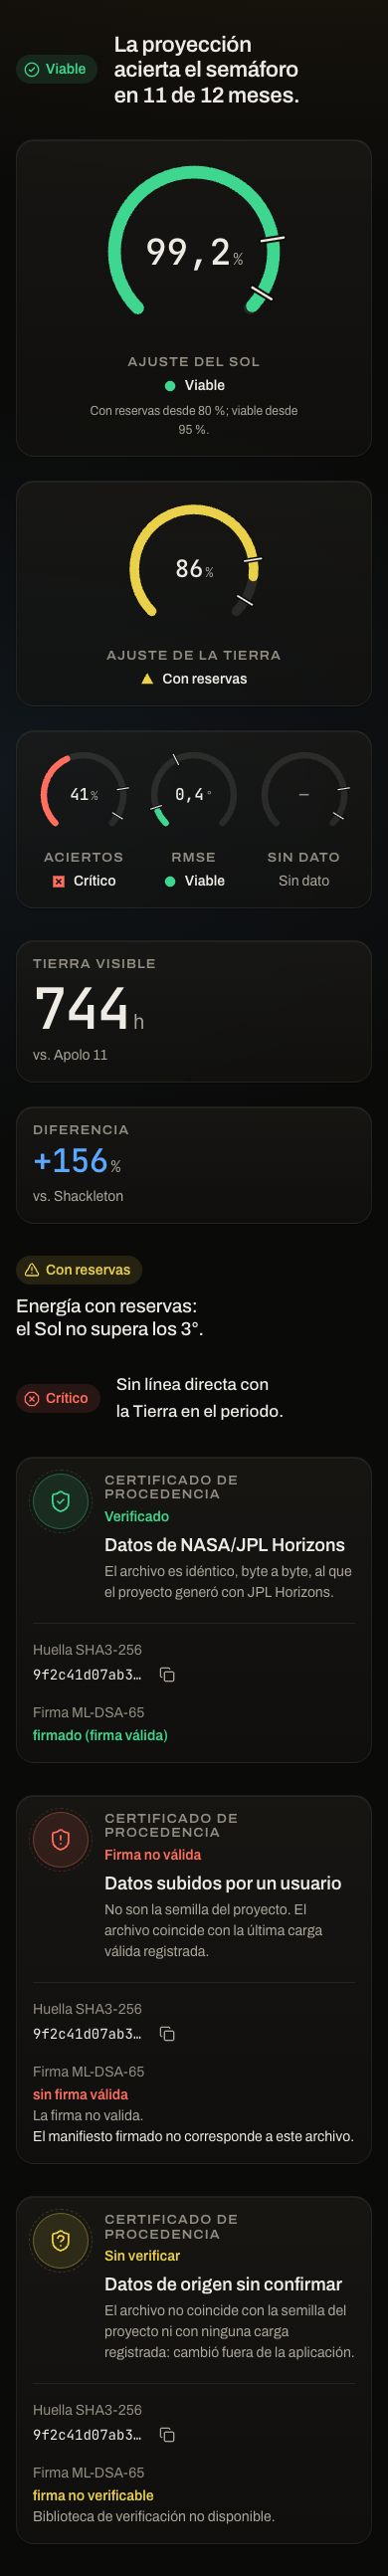 Viable
La proyección
acierta el semáforo
en 11 de 12 meses.
99,2%
AJUSTE DEL SOL
Viable
Con reservas desde 80 %; viable desde
95 %.
86%
AJUSTE DE LA TIERRA
Con reservas
41% 0,4° —
ACIERTOS RMSE SIN DATO
Crítico Viable Sin dato
TIERRA VISIBLE
744 h
vs. Apolo 11
DIFERENCIA
+156%
vs. Shackleton
Con reservas
Energía con reservas:
el Sol no supera los 3°.
Crítico
Sin línea directa con
la Tierra en el periodo.
CERTIFICADO DE
PROCEDENCIA
Verificado
Datos de NASA/JPL Horizons
El archivo es idéntico, byte a byte, al que
el proyecto generó con JPL Horizons.
Huella SHA3-256
9f2c41d07ab3…
Firma ML-DSA-65
firmado (firma válida)
CERTIFICADO DE
PROCEDENCIA
Firma no válida
Datos subidos por un usuario
No son la semilla del proyecto. El
archivo coincide con la última carga
válida registrada.
Huella SHA3-256
9f2c41d07ab3…
Firma ML-DSA-65
sin firma válida
La firma no valida.
El manifiesto firmado no corresponde a este archivo.
CERTIFICADO DE
PROCEDENCIA
Sin verificar
Datos de origen sin confirmar
El archivo no coincide con la semilla del
proyecto ni con ninguna carga
registrada: cambió fuera de la aplicación.
Huella SHA3-256
9f2c41d07ab3…
Firma ML-DSA-65
firma no verificable
Biblioteca de verificación no disponible.